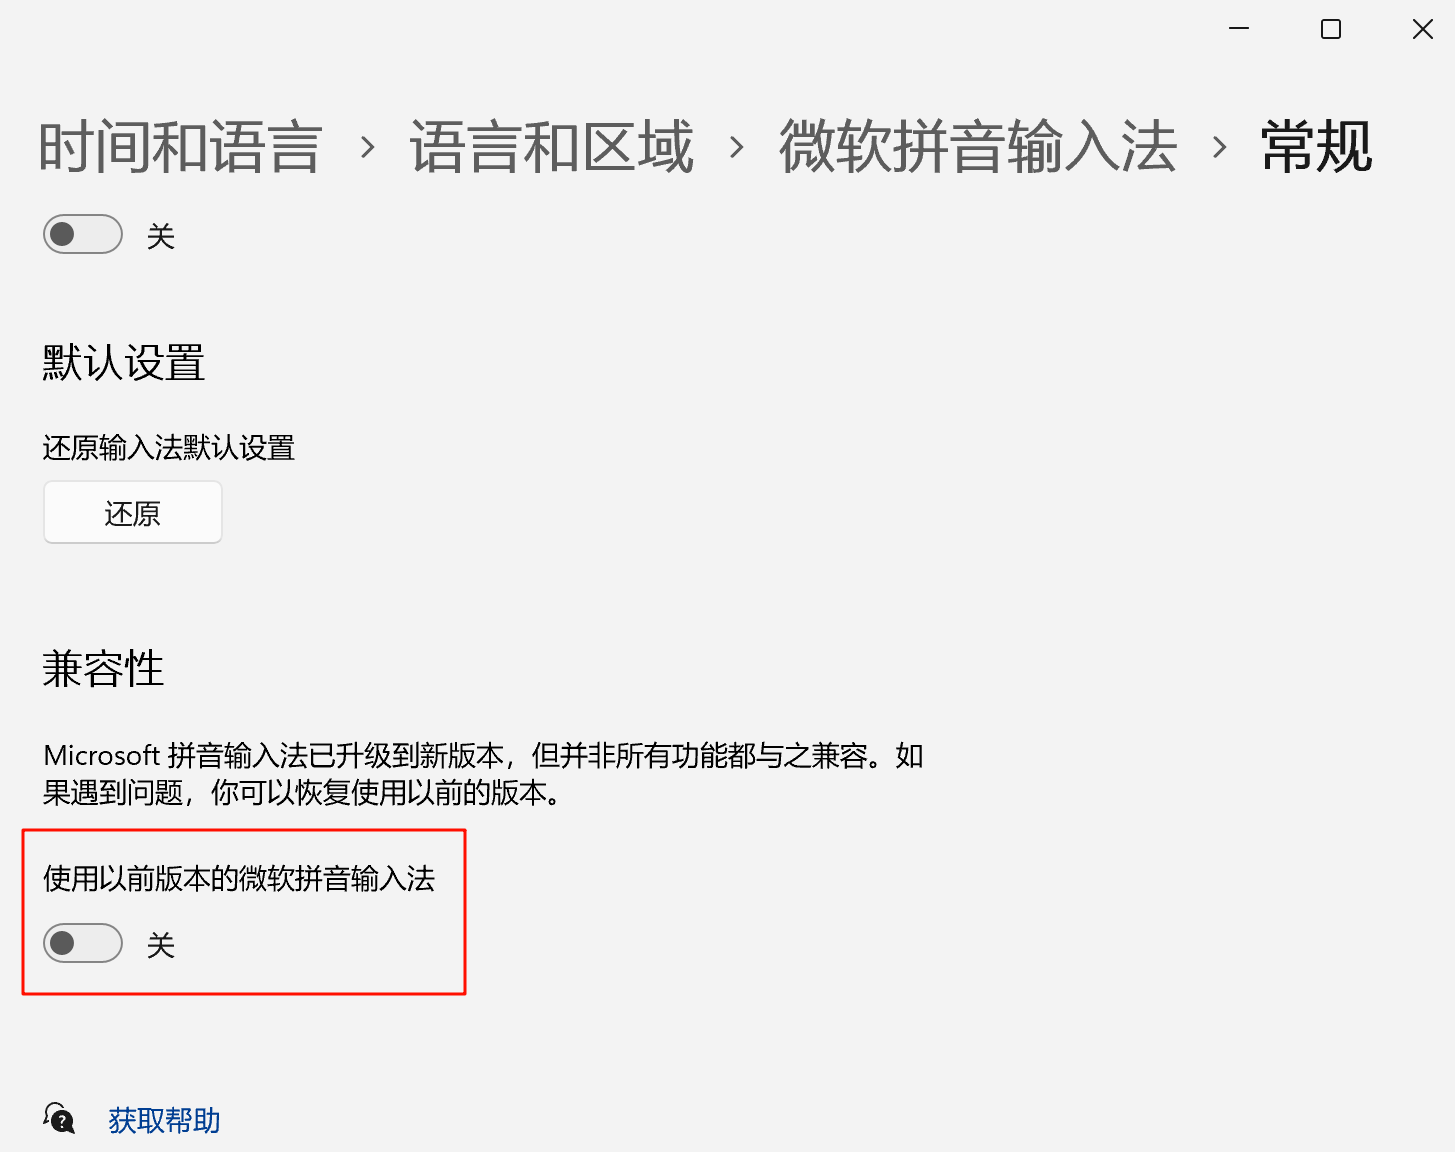 时间和语言 › 语言和区域 › 微软拼音输入法 › 常规
关
默认设置
还原输入法默认设置
还原
兼容性
Microsoft 拼音输入法已升级到新版本，但并非所有功能都与之兼容。如
果遇到问题，你可以恢复使用以前的版本。
使用以前版本的微软拼音输入法
关
获取帮助